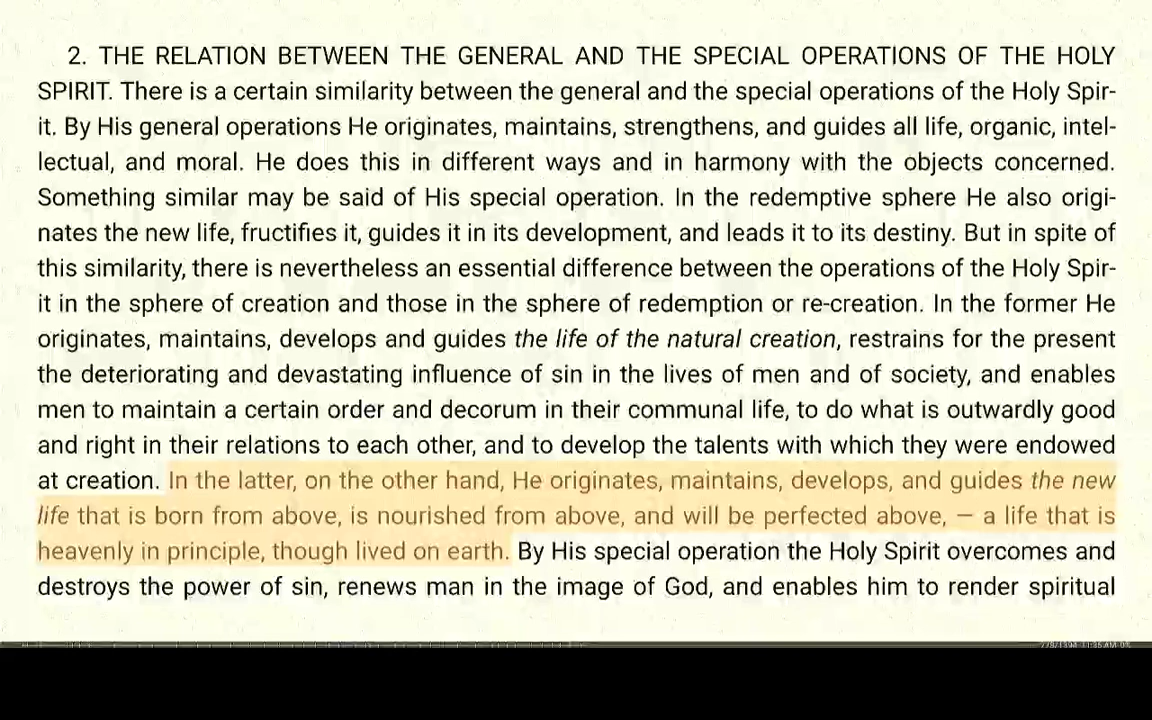 2. THE RELATION BETWEEN THE GENERAL AND THE SPECIAL OPERATIONS OF THE HOLY
SPIRIT. There is a certain similarity between the general and the special operations of the Holy Spir-
it. By His general operations He originates, maintains, strengthens, and guides all life, organic, intel-
lectual, and moral. He does this in different ways and in harmony with the objects concerned.
Something similar may be said of His special operation. In the redemptive sphere He also origi-
nates the new life, fructifies it, guides it in its development, and leads it to its destiny. But in spite of
this similarity, there is nevertheless an essential difference between the operations of the Holy Spir-
it in the sphere of creation and those in the sphere of redemption or re-creation. In the former He
originates, maintains, develops and guides the life of the natural creation, restrains for the present
the deteriorating and devastating influence of sin in the lives of men and of society, and enables
men to maintain a certain order and decorum in their communal life, to do what is outwardly good
and right in their relations to each other, and to develop the talents with which they were endowed
at creation. In the latter, on the other hand, He originates, maintains, develops, and guides the new
life that is born from above, is nourished from above, and will be perfected above, — a life that is
heavenly in principle, though lived on earth. By His special operation the Holy Spirit overcomes and
destroys the power of sin, renews man in the image of God, and enables him to render spiritual